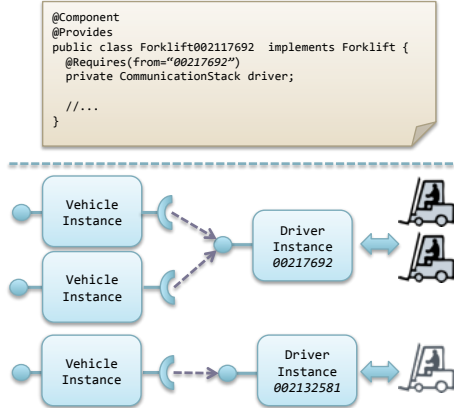 @Component
@Provides
public class Forklift002117692  implements Forklift {
  @Requires(from=“00217692”)
  private CommunicationStack driver;
  //...
}
Vehicle
Instance
Driver
Instance
00217692
Vehicle
Instance
Vehicle
Instance
Driver
Instance
002132581